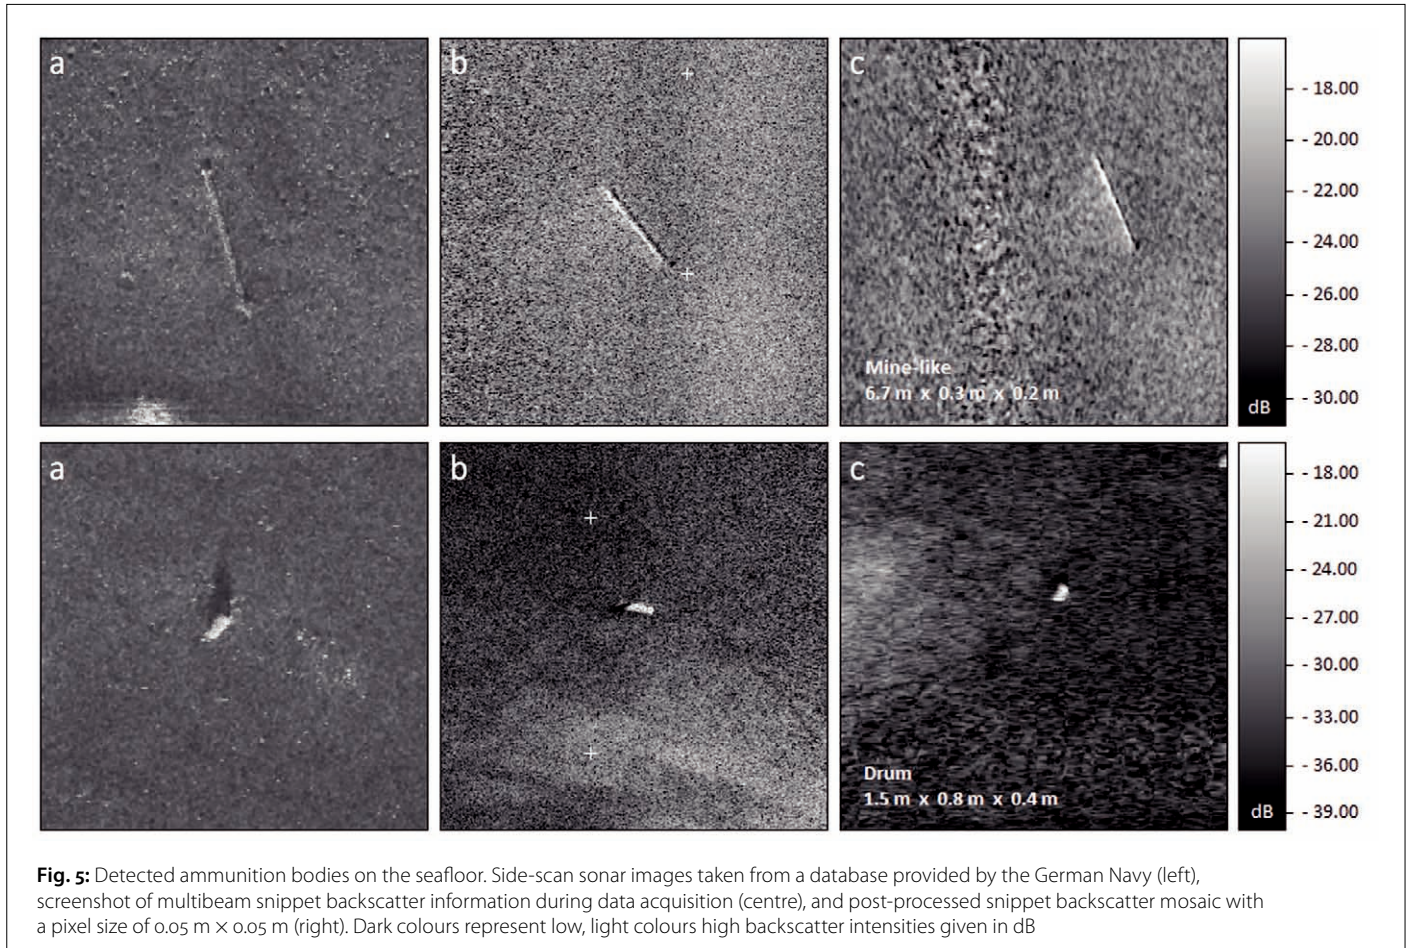 a
b
c
- 18.00
- 20.00
- 22.00
- 24.00
- 26.00
- 28.00
- 30.00
dB
Mine-like
6.7 m x 0.3 m x 0.2 m
a
b
c
- 18.00
- 21.00
- 24.00
- 27.00
- 30.00
- 33.00
- 36.00
- 39.00
dB
Drum
1.5 m x 0.8 m x 0.4 m
Fig. 5: Detected ammunition bodies on the seafloor. Side-scan sonar images taken from a database provided by the German Navy (left),
screenshot of multibeam snippet backscatter information during data acquisition (centre), and post-processed snippet backscatter mosaic with
a pixel size of 0.05 m × 0.05 m (right). Dark colours represent low, light colours high backscatter intensities given in dB